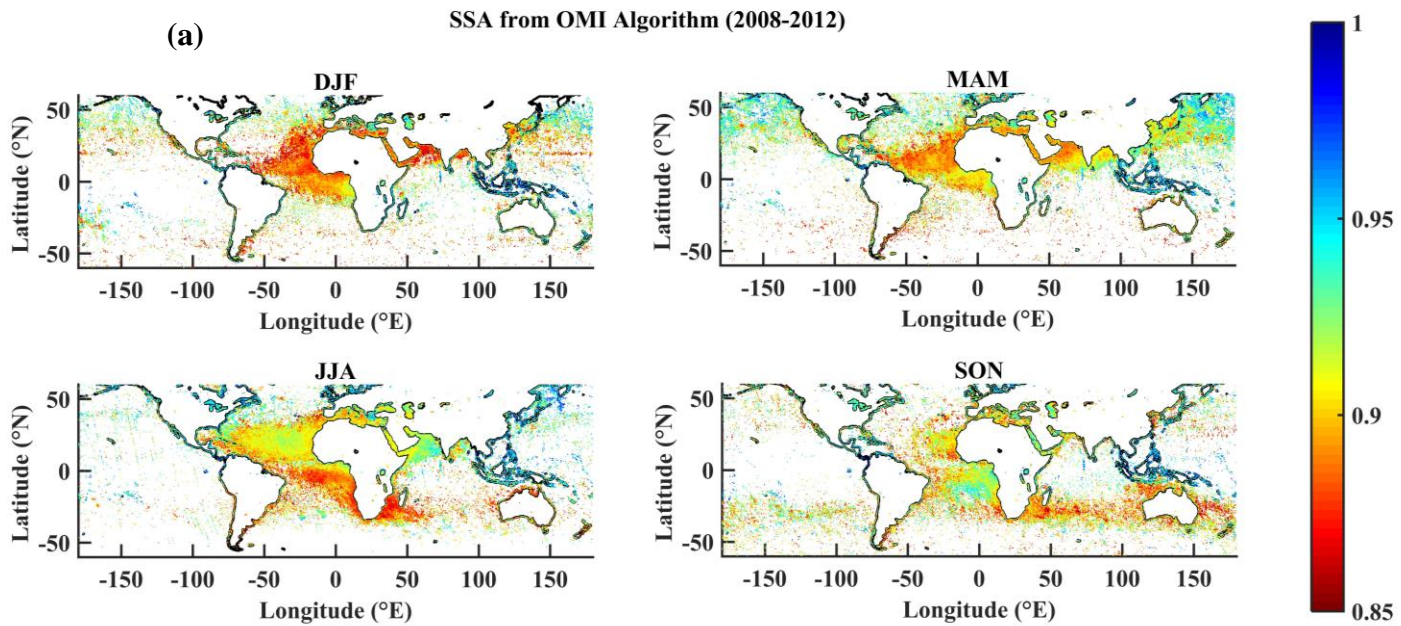 SSA from OMI Algorithm (2008-2012)
(a)
DJF
Latitude (°N)
50
0
-50
-150 -100 -50 0 50 100 150
Longitude (°E)
MAM
Latitude (°N)
50
0
-50
-150 -100 -50 0 50 100 150
Longitude (°E)
JJA
Latitude (°N)
50
0
-50
-150 -100 -50 0 50 100 150
Longitude (°E)
SON
Latitude (°N)
50
0
-50
-150 -100 -50 0 50 100 150
Longitude (°E)
1
0.95
0.9
0.85